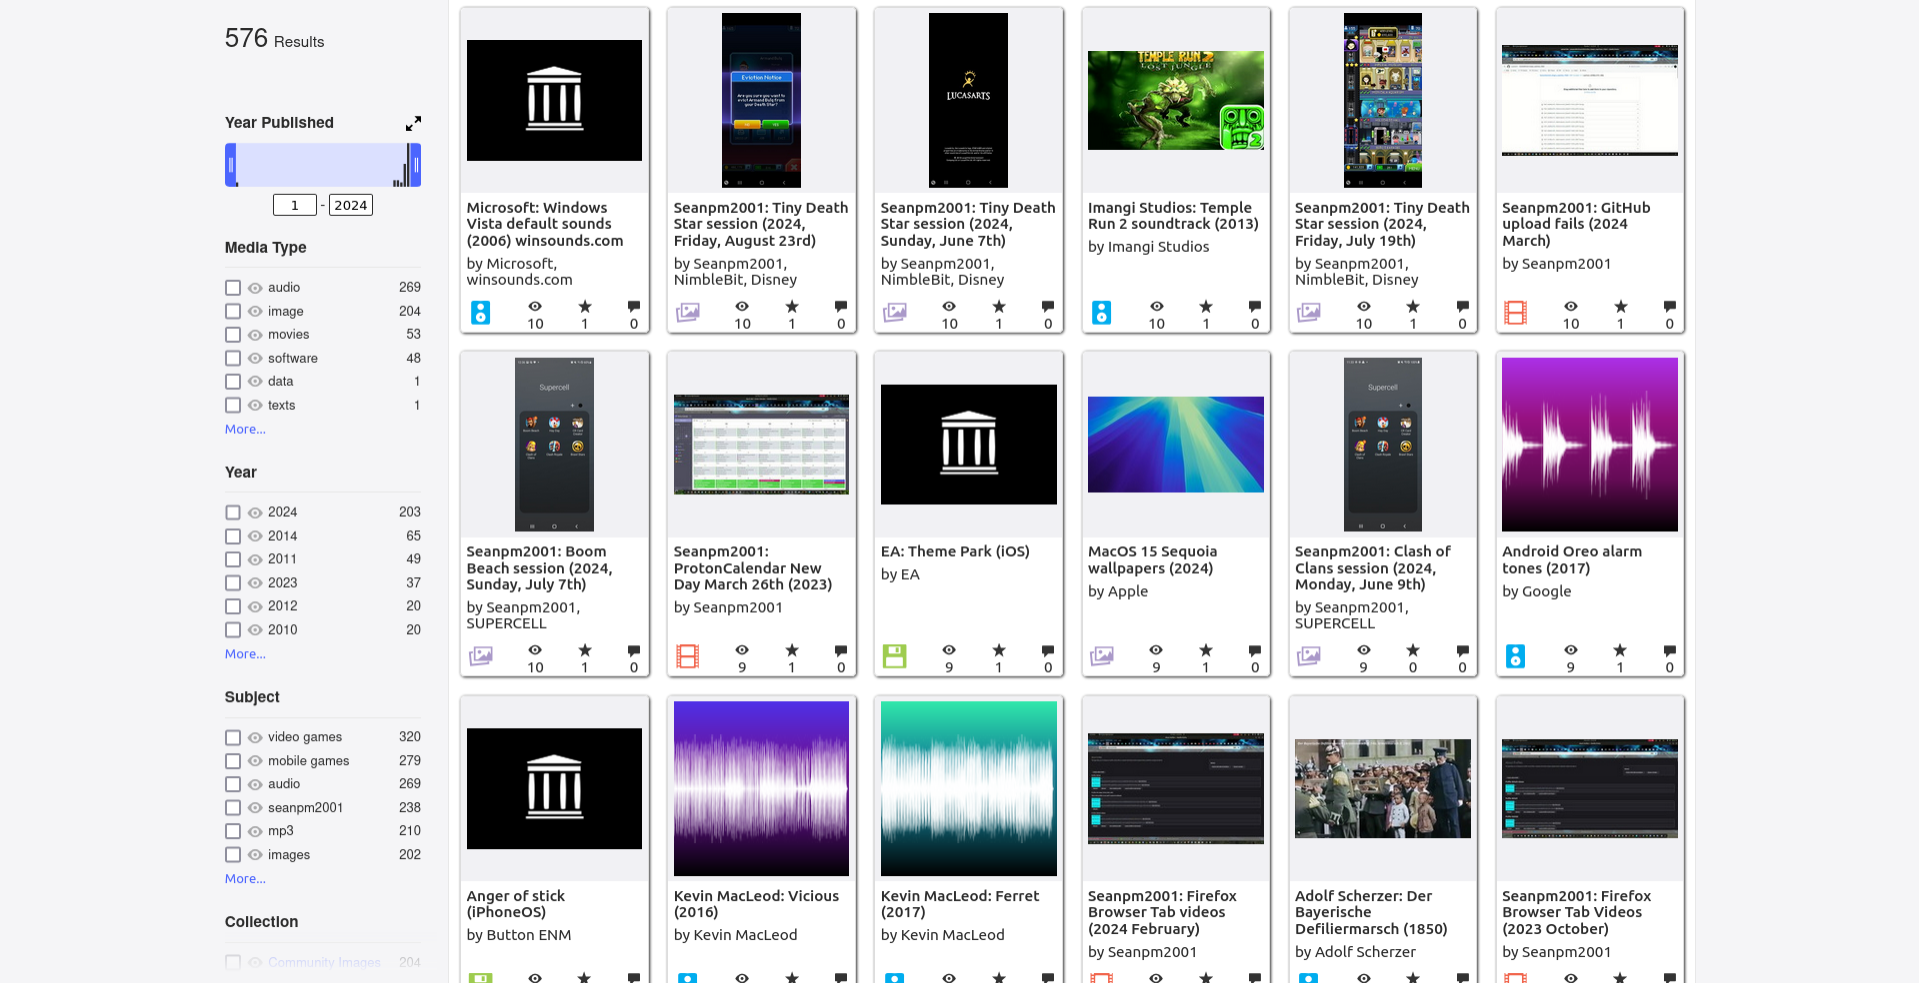 576 Results
Year Published
1 - 2024
Media Type
audio 269
image 204
movies 53
software 48
data 1
texts 1
More...
Year
2024 203
2014 65
2011 49
2023 37
2012 20
2010 20
More...
Subject
video games 320
mobile games 279
audio 269
seanpm2001 238
mp3 210
images 202
More...
Collection
Community Images 204
Microsoft: Windows
Vista default sounds
(2006) winsounds.com
by Microsoft,
winsounds.com
10 1 0
Eviction Notice
Seanpm2001: Tiny Death
Star session (2024,
Friday, August 23rd)
by Seanpm2001,
NimbleBit, Disney
10 1 0
LUCASARTS
Seanpm2001: Tiny Death
Star session (2024,
Sunday, June 7th)
by Seanpm2001,
NimbleBit, Disney
10 1 0
TEMPLE RUN 2
LOST JUNGLE
2
Imangi Studios: Temple
Run 2 soundtrack (2013)
by Imangi Studios
10 1 0
Seanpm2001: Tiny Death
Star session (2024,
Friday, July 19th)
by Seanpm2001,
NimbleBit, Disney
10 1 0
Seanpm2001: GitHub
upload fails (2024
March)
by Seanpm2001
10 1 0
Supercell
Seanpm2001: Boom
Beach session (2024,
Sunday, July 7th)
by Seanpm2001,
SUPERCELL
10 1 0
Seanpm2001:
ProtonCalendar New
Day March 26th (2023)
by Seanpm2001
9 1 0
EA: Theme Park (iOS)
by EA
9 1 0
MacOS 15 Sequoia
wallpapers (2024)
by Apple
9 1 0
Supercell
Seanpm2001: Clash of
Clans session (2024,
Monday, June 9th)
by Seanpm2001,
SUPERCELL
9 0 0
Android Oreo alarm
tones (2017)
by Google
9 1 0
Anger of stick
(iPhoneOS)
by Button ENM
Kevin MacLeod: Vicious
(2016)
by Kevin MacLeod
Kevin MacLeod: Ferret
(2017)
by Kevin MacLeod
Seanpm2001: Firefox
Browser Tab videos
(2024 February)
by Seanpm2001
Adolf Scherzer: Der
Bayerische
Defiliermarsch (1850)
by Adolf Scherzer
Seanpm2001: Firefox
Browser Tab Videos
(2023 October)
by Seanpm2001